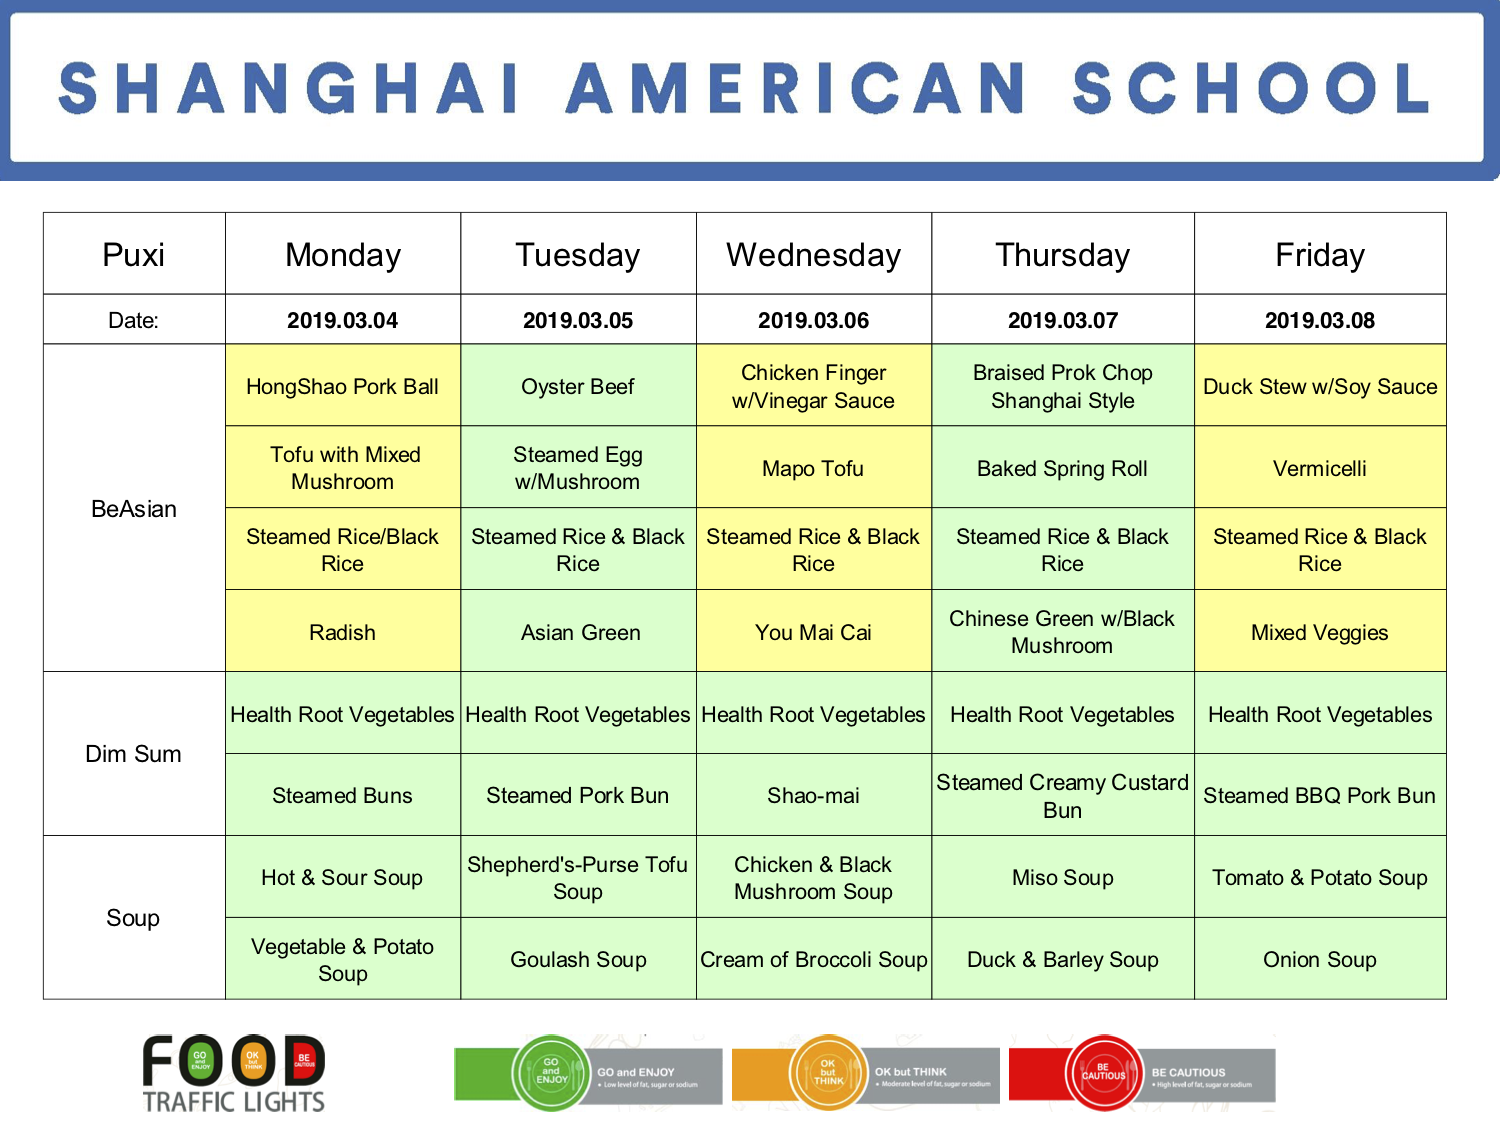 SHANGHAI AMERICAN SCHOOL
Puxi Monday Tuesday Wednesday Thursday Friday
Date: 2019.03.04 2019.03.05 2019.03.06 2019.03.07 2019.03.08
BeAsian
HongShao Pork Ball
Oyster Beef
Chicken Finger
w/Vinegar Sauce
Braised Prok Chop
Shanghai Style
Duck Stew w/Soy Sauce
Tofu with Mixed
Mushroom
Steamed Egg
w/Mushroom
Mapo Tofu
Baked Spring Roll
Vermicelli
Steamed Rice/Black
Rice
Steamed Rice & Black
Rice
Steamed Rice & Black
Rice
Steamed Rice & Black
Rice
Steamed Rice & Black
Rice
Radish
Asian Green
You Mai Cai
Chinese Green w/Black
Mushroom
Mixed Veggies
Dim Sum
Health Root Vegetables
Health Root Vegetables
Health Root Vegetables
Health Root Vegetables
Health Root Vegetables
Steamed Buns
Steamed Pork Bun
Shao-mai
Steamed Creamy Custard
Bun
Steamed BBQ Pork Bun
Soup
Hot & Sour Soup
Shepherd's-Purse Tofu
Soup
Chicken & Black
Mushroom Soup
Miso Soup
Tomato & Potato Soup
Vegetable & Potato
Soup
Goulash Soup
Cream of Broccoli Soup
Duck & Barley Soup
Onion Soup
FOOD
GO
and
ENJOY
OK
but
THINK
BE
CAUTIOUS
TRAFFIC LIGHTS
GO
and
ENJOY
GO and ENJOY
• Low level of fat, sugar or sodium
OK
but
THINK
OK but THINK
• Moderate level of fat, sugar or sodium
BE
CAUTIOUS
BE CAUTIOUS
• High level of fat, sugar or sodium